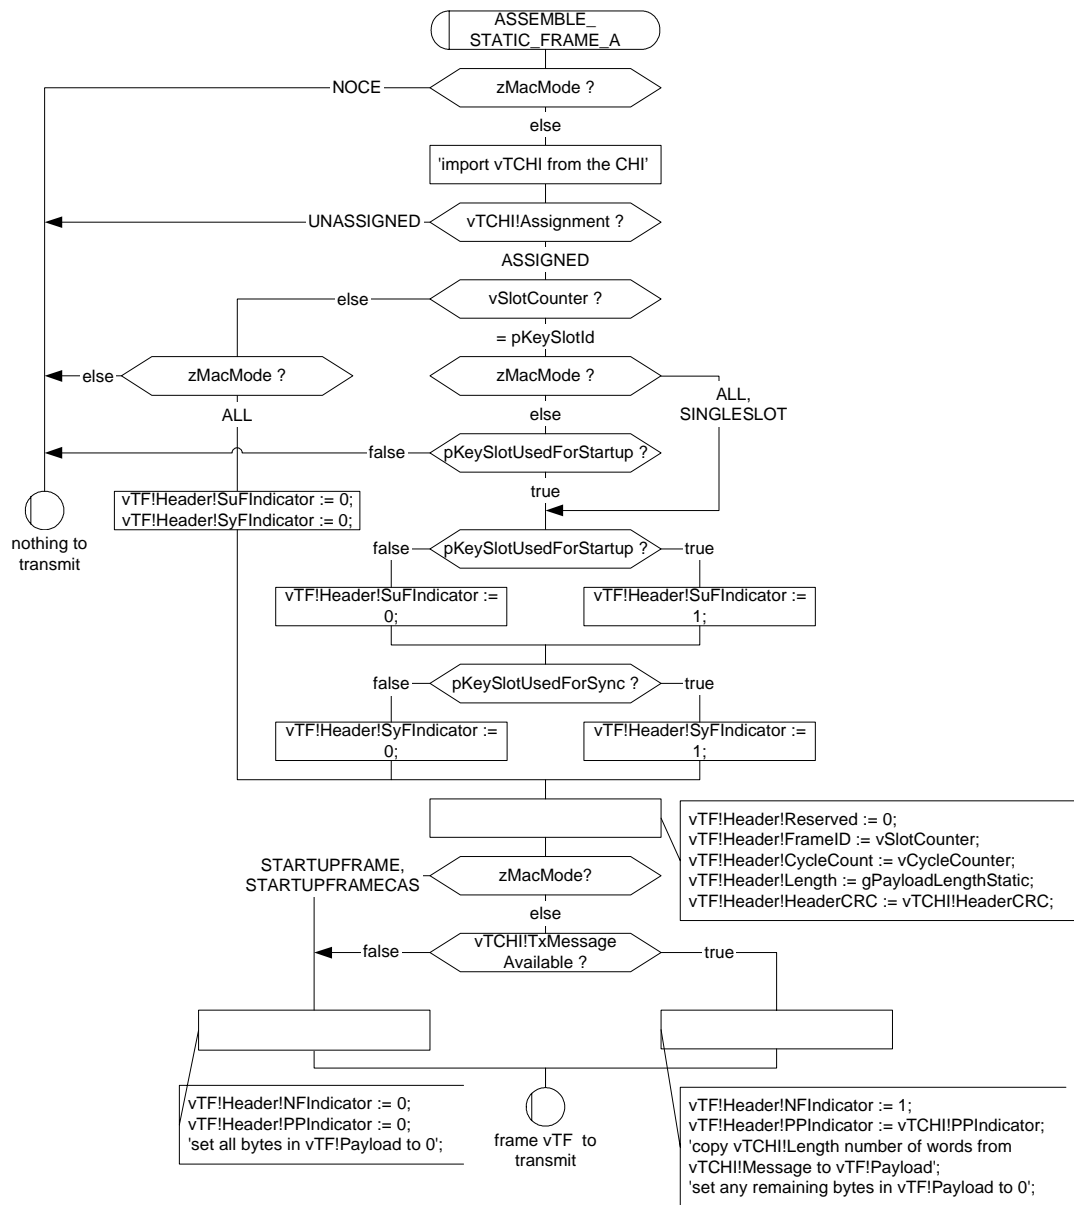 ASSEMBLE_
STATIC_FRAME_A
NOCE
zMacMode ?
else
'import vTCHI from the CHI'
UNASSIGNED
vTCHI!Assignment ?
ASSIGNED
else
vSlotCounter ?
= pKeySlotId
else
zMacMode ?
zMacMode ?
ALL,
SINGLESLOT
ALL
else
false
pKeySlotUsedForStartup ?
true
vTF!Header!SuFIndicator := 0;
vTF!Header!SyFIndicator := 0;
nothing to
transmit
false
pKeySlotUsedForStartup ?
true
vTF!Header!SuFIndicator :=
0;
vTF!Header!SuFIndicator :=
1;
false
pKeySlotUsedForSync ?
true
vTF!Header!SyFIndicator :=
0;
vTF!Header!SyFIndicator :=
1;
vTF!Header!Reserved := 0;
vTF!Header!FrameID := vSlotCounter;
vTF!Header!CycleCount := vCycleCounter;
vTF!Header!Length := gPayloadLengthStatic;
vTF!Header!HeaderCRC := vTCHI!HeaderCRC;
STARTUPFRAME,
STARTUPFRAMECAS
zMacMode?
else
false
vTCHI!TxMessage
Available ?
true
vTF!Header!NFIndicator := 0;
vTF!Header!PPIndicator := 0;
'set all bytes in vTF!Payload to 0';
frame vTF to
transmit
vTF!Header!NFIndicator := 1;
vTF!Header!PPIndicator := vTCHI!PPIndicator;
'copy vTCHI!Length number of words from
vTCHI!Message to vTF!Payload';
'set any remaining bytes in vTF!Payload to 0';